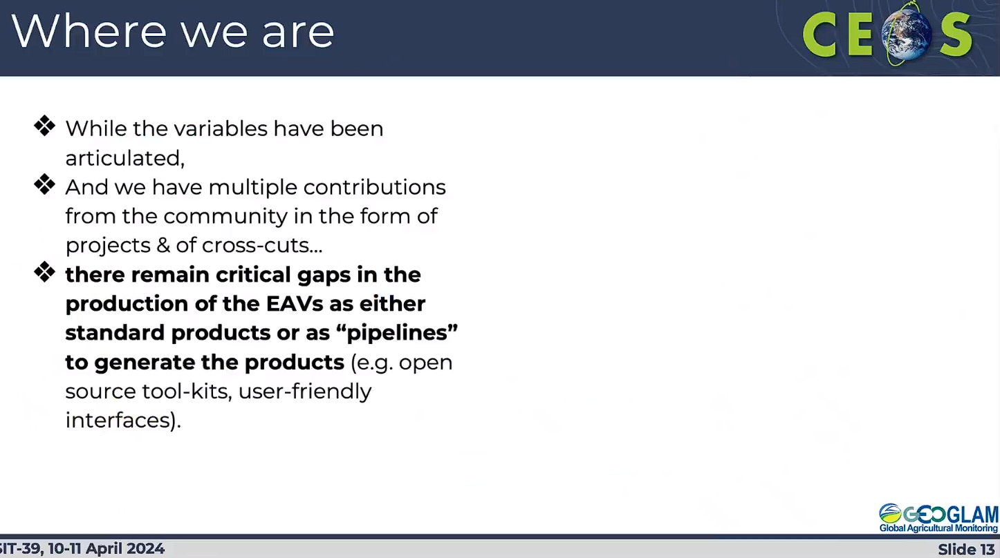 Where we are
CEOS
❖ While the variables have been
articulated,
❖ And we have multiple contributions
from the community in the form of
projects & of cross-cuts...
❖ there remain critical gaps in the
production of the EAVs as either
standard products or as “pipelines”
to generate the products (e.g. open
source tool-kits, user-friendly
interfaces).
GEOGLAM
Global Agricultural Monitoring
SIT-39, 10-11 April 2024
Slide 13